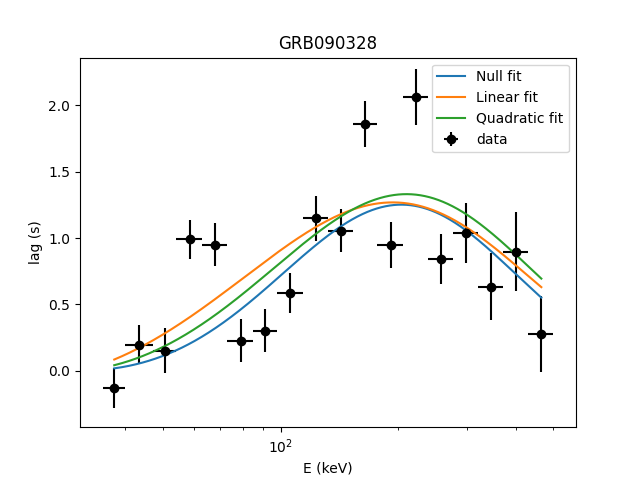 GRB090328
Null fit
Linear fit
Quadratic fit
data
2.0
1.5
1.0
0.5
0.0
lag (s)
10²
E (keV)